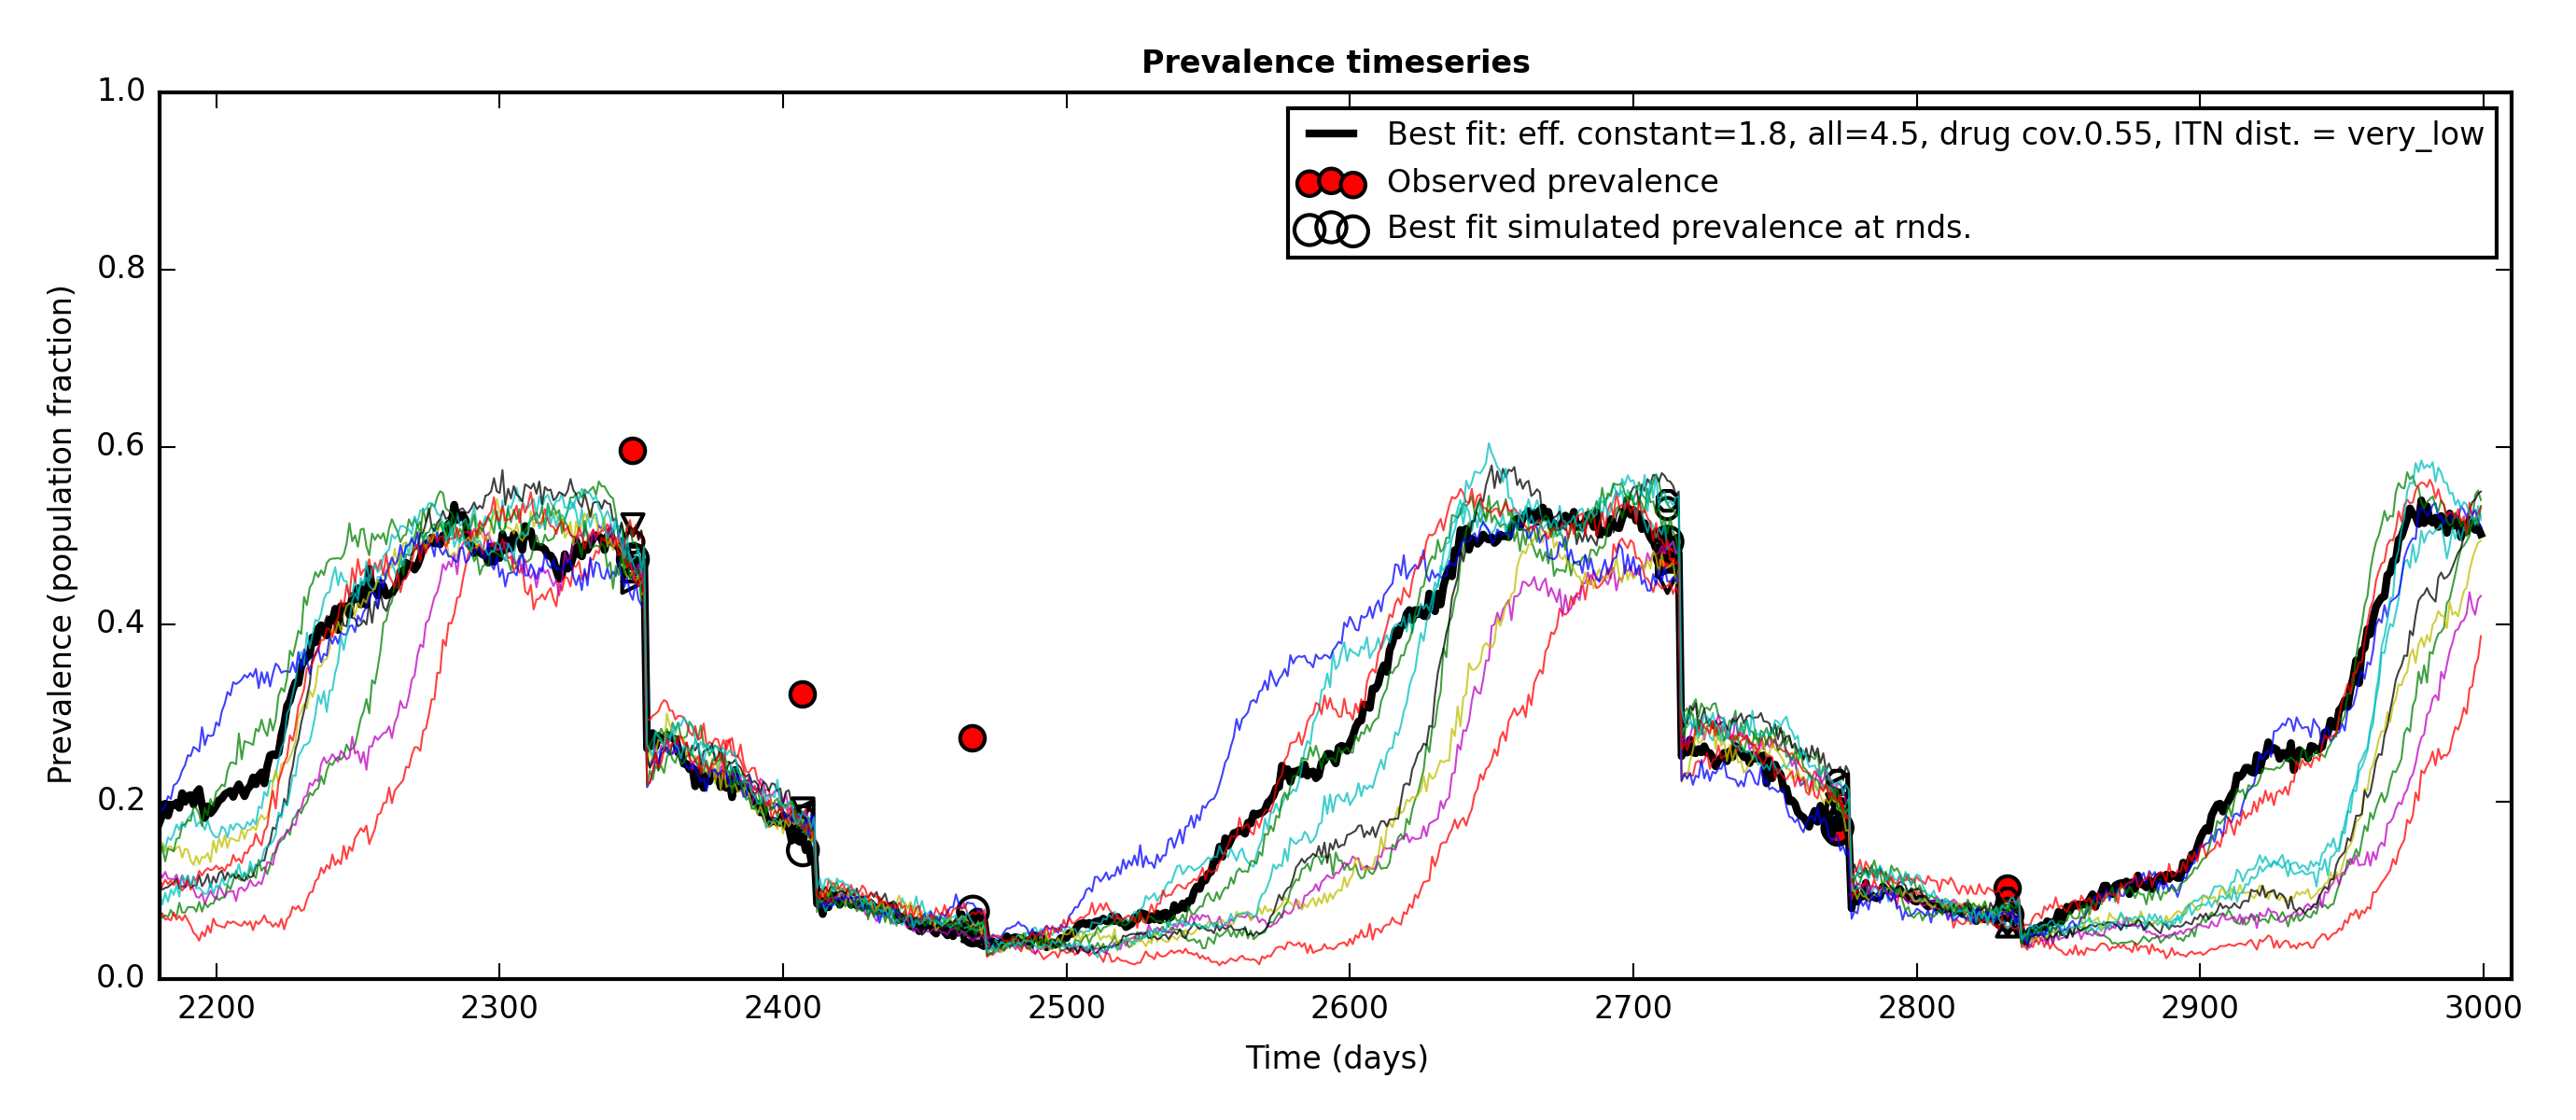 Prevalence timeseries
Best fit: eff. constant=1.8, all=4.5, drug cov.0.55, ITN dist. = very_low
Observed prevalence
Best fit simulated prevalence at rnds.
Prevalence (population fraction)
1.0
0.8
0.6
0.4
0.2
0.0
2200 2300 2400 2500 2600 2700 2800 2900 3000
Time (days)